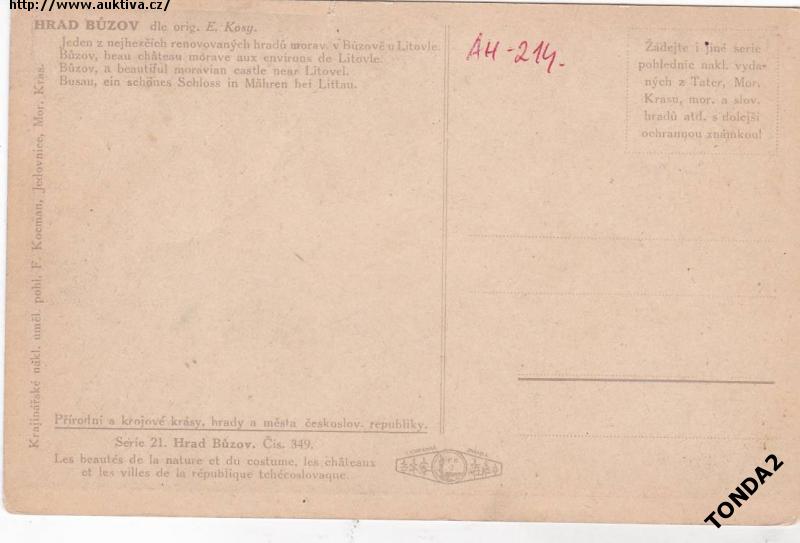 http://www.auktiva.cz/
HRAD BŮZOV dle orig. E. Kosy.
Jeden z nejhezčích renovovaných hradů morav. v Bůzově u Litovle.
Bůzov, beau château morave aux environs de Litovle.
Bůzov, a beautiful moravian castle near Litovel.
Busau, ein schönes Schloss in Mähren bei Littau.
AH-214.
Žádejte i jiné serie
pohlednic nakl. vyda-
ných z Tater, Mor.
Krasu, mor. a slov.
hradů atd. s dolejší
ochrannou známkou!
Krajinářské nákl. uměl. pohl. F. Kocman, Jedovnice, Mor. Kras.
Přírodní a krojové krásy, hrady a města českoslov. republiky.
Serie 21. Hrad Bůzov. Čís. 349.
Les beautés de la nature et du costume, les châteaux
et les villes de la république tchécoslovaque.
TONDA2